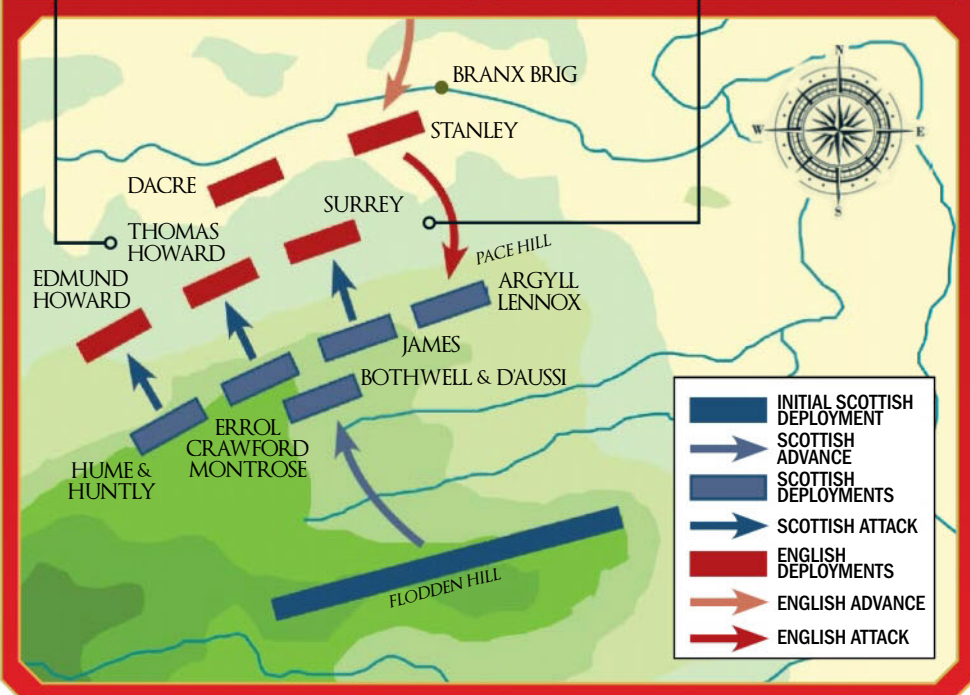 BRANX BRIG
STANLEY
DACRE
SURREY
THOMAS
HOWARD
EDMUND
HOWARD
PACE HILL
ARGYLL
LENNOX
JAMES
BOTHWELL & D'AUSSI
ERROL
CRAWFORD
MONTROSE
HUME &
HUNTLY
FLODDEN HILL
N
W
E
S
INITIAL SCOTTISH
DEPLOYMENT
SCOTTISH
ADVANCE
SCOTTISH
DEPLOYMENTS
SCOTTISH ATTACK
ENGLISH
DEPLOYMENTS
ENGLISH ADVANCE
ENGLISH ATTACK